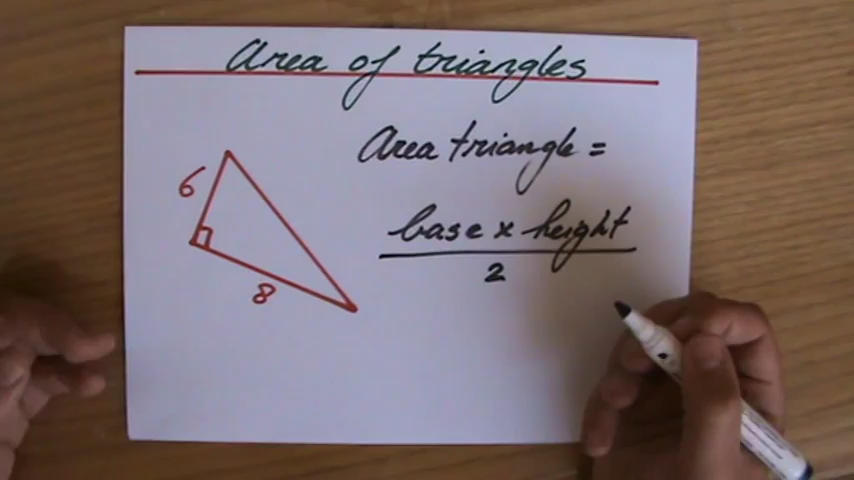 Area of triangles
Area triangle =
base x height
2
6
8